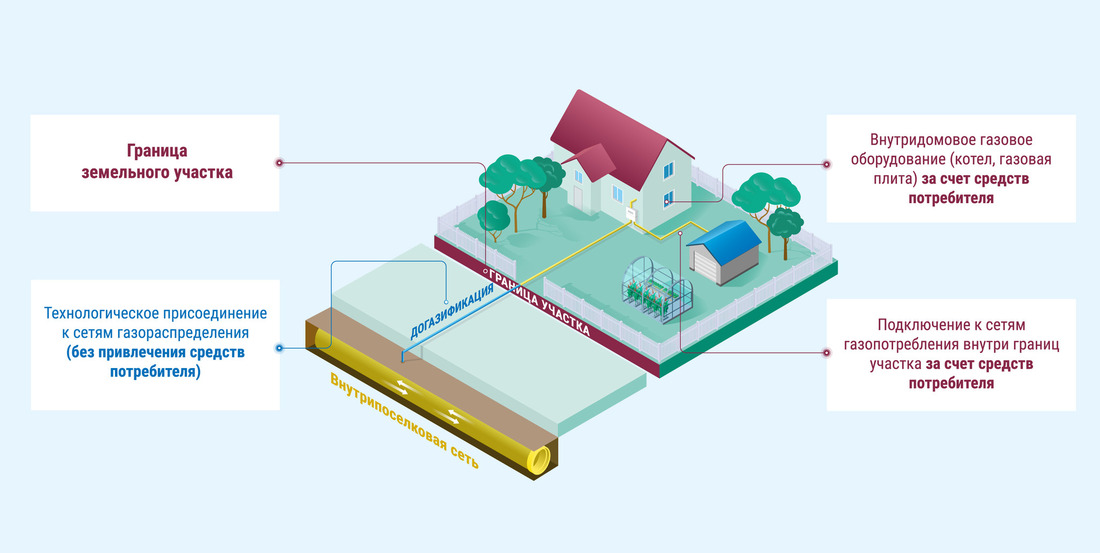 Граница
земельного участка
Технологическое присоединение
к сетям газораспределения
(без привлечения средств
потребителя)
ДОГАЗИФИКАЦИЯ
ГРАНИЦА УЧАСТКА
Внутрипоселковая сеть
Внутридомовое газовое
оборудование (котел, газовая
плита) за счет средств
потребителя
Подключение к сетям
газопотребления внутри границ
участка за счет средств
потребителя